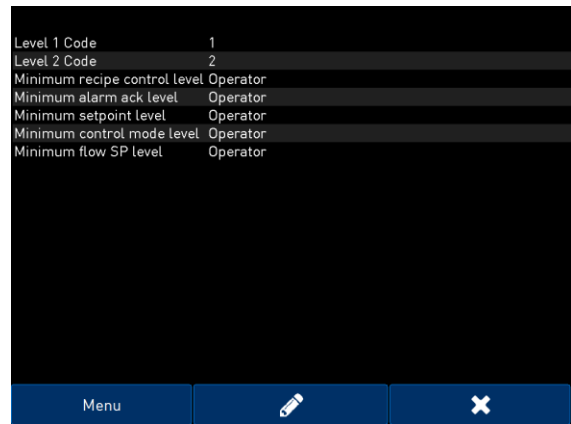 Level 1 Code 1
Level 2 Code 2
Minimum recipe control level Operator
Minimum alarm ack level Operator
Minimum setpoint level Operator
Minimum control mode level Operator
Minimum flow SP level Operator
Menu